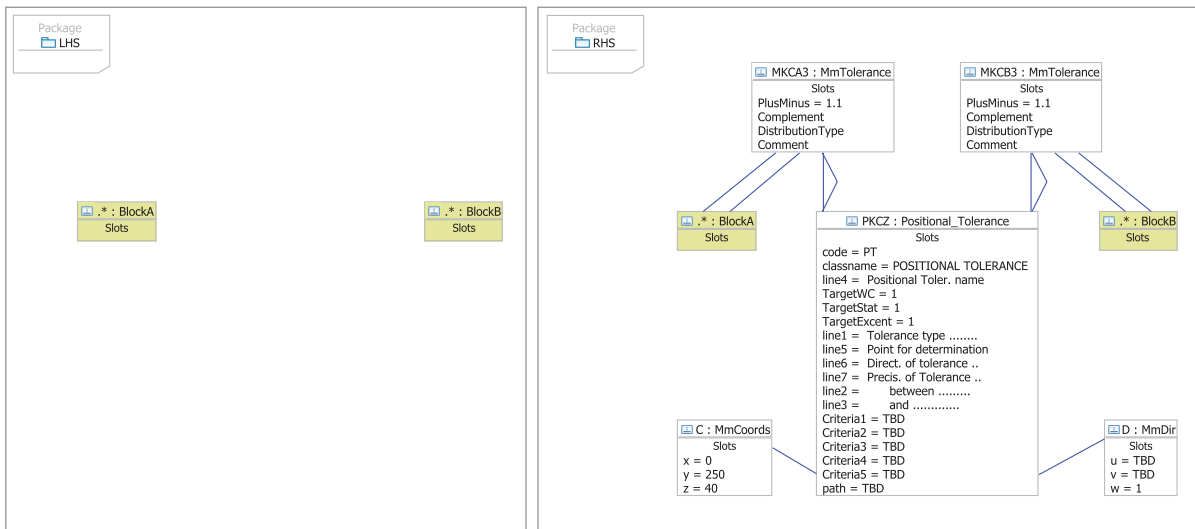 Package
LHS
.* : BlockA
Slots
.* : BlockB
Slots
Package
RHS
MKCA3 : MmTolerance
Slots
PlusMinus = 1.1
Complement
DistributionType
Comment
MKCB3 : MmTolerance
Slots
PlusMinus = 1.1
Complement
DistributionType
Comment
.* : BlockA
Slots
PKCZ : Positional_Tolerance
Slots
code = PT
classname = POSITIONAL TOLERANCE
line4 = Positional Toler. name
TargetWC = 1
TargetStat = 1
TargetExcent = 1
line1 = Tolerance type ........
line5 = Point for determination
line6 = Direct. of tolerance ..
line7 = Precis. of Tolerance ..
line2 = between .........
line3 = and .............
Criteria1 = TBD
Criteria2 = TBD
Criteria3 = TBD
Criteria4 = TBD
Criteria5 = TBD
path = TBD
.* : BlockB
Slots
C : MmCoords
Slots
x = 0
y = 250
z = 40
D : MmDir
Slots
u = TBD
v = TBD
w = 1